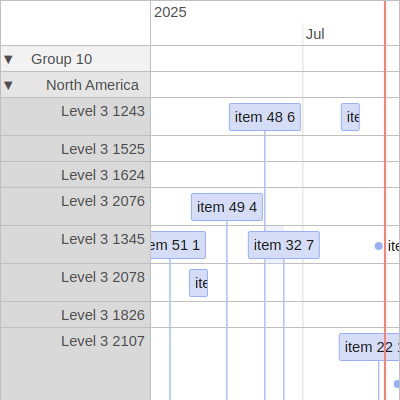 2025
Jul
▼ Group 10
▼ North America
Level 3 1243 item 48 6 ite
Level 3 1525
Level 3 1624
Level 3 2076 item 49 4
Level 3 1345 em 51 1 item 32 7 ite
Level 3 2078 ite
Level 3 1826
Level 3 2107 item 22